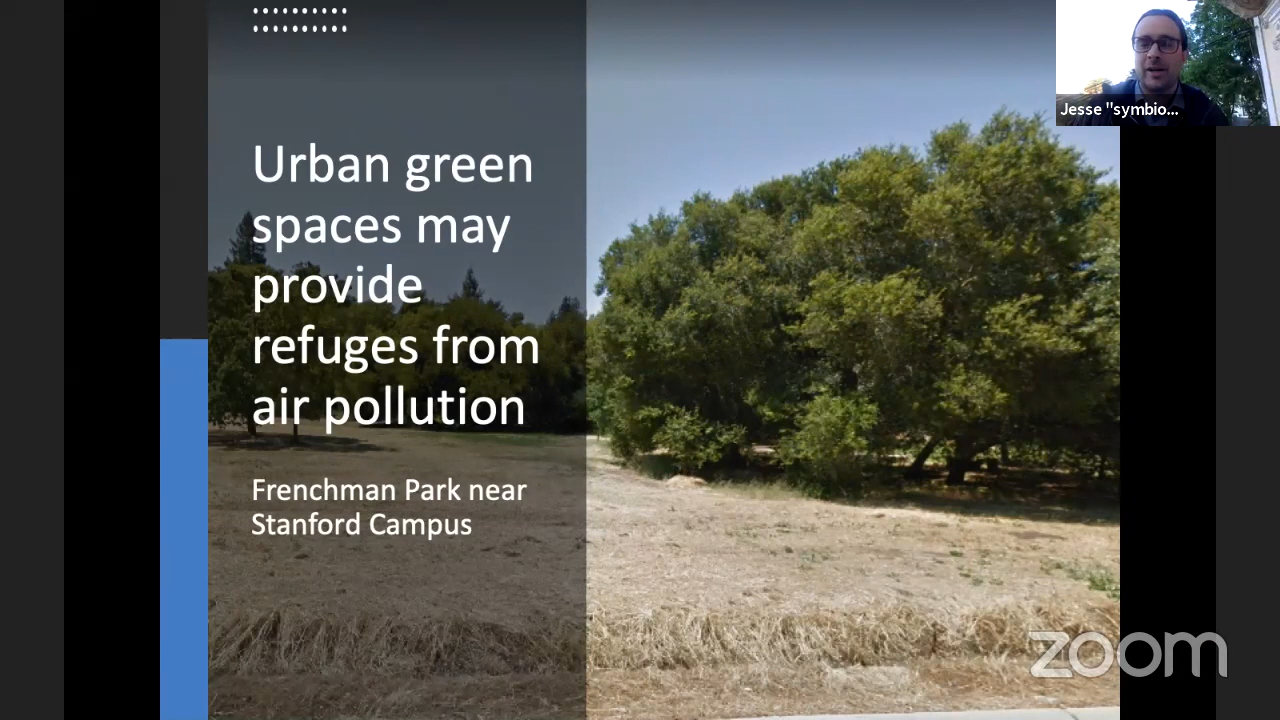 Urban green
spaces may
provide
refuges from
air pollution
Frenchman Park near
Stanford Campus
Jesse "symbio...
zoom